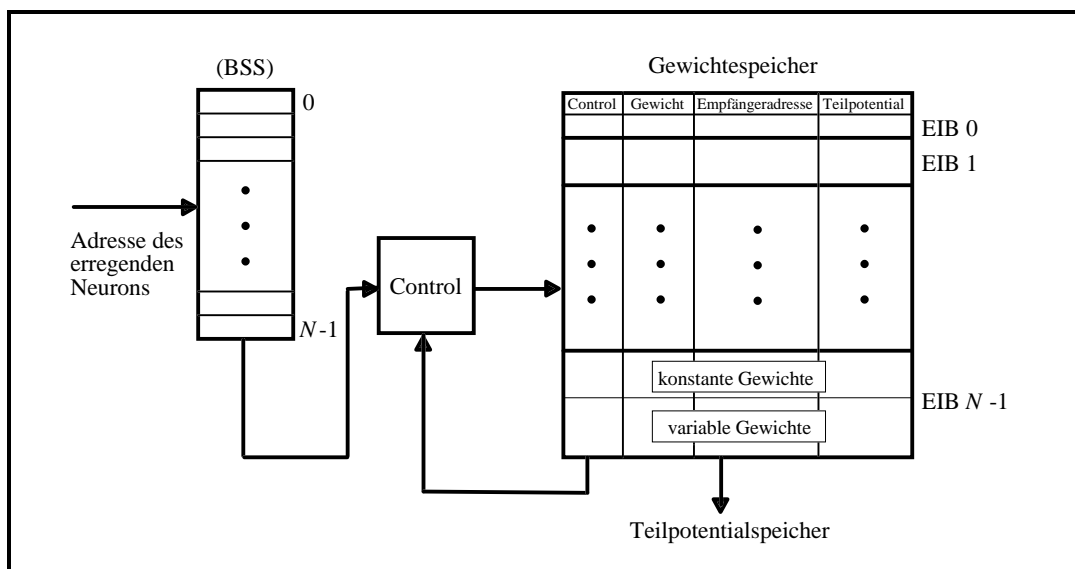 (BSS)
0
N-1
Adresse des
erregenden
Neurons
Control
Gewichtespeicher
Control Gewicht Empfängeradresse Teilpotential
EIB 0
EIB 1
konstante Gewichte
variable Gewichte
EIB N -1
Teilpotentialspeicher